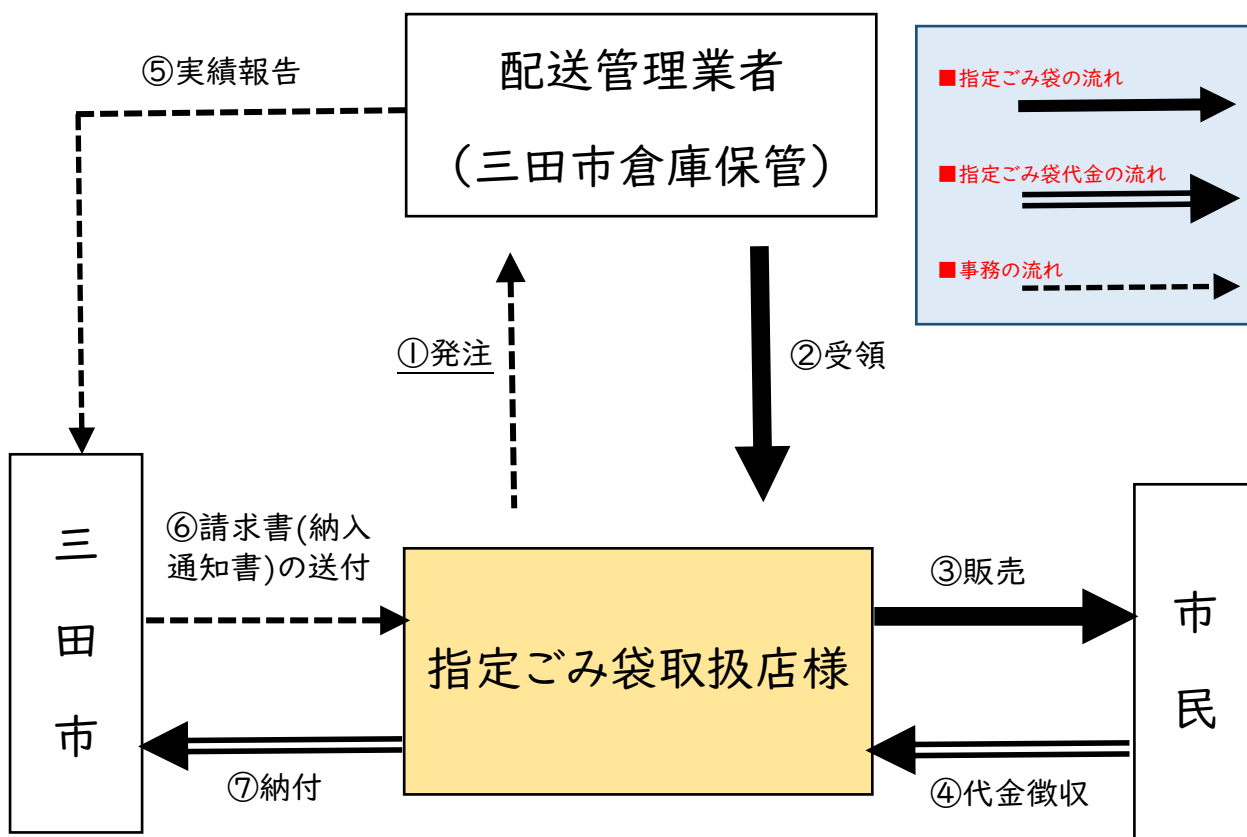 ⑤実績報告
配送管理業者
(三田市倉庫保管)
■指定ごみ袋の流れ
■指定ごみ袋代金の流れ
■事務の流れ
①発注
②受領
三田市
⑥請求書(納入
通知書)の送付
指定ごみ袋取扱店様
③販売
市民
⑦納付
④代金徴収